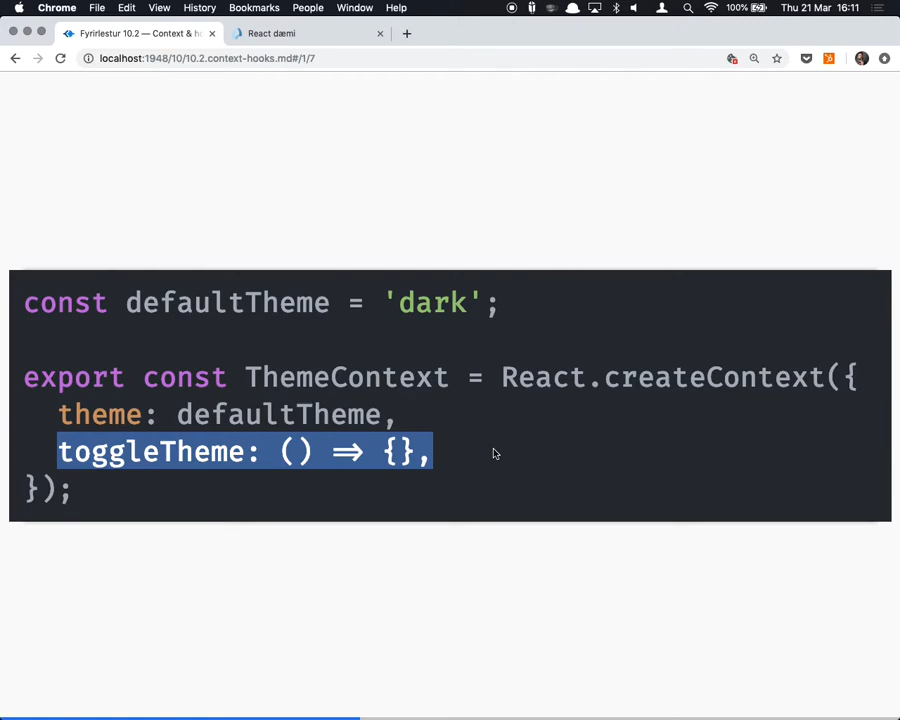 Chrome File Edit View History Bookmarks People Window Help 100% Thu 21 Mar 16:11
Fyrirlestur 10.2 — Context & ho
React dæmi
localhost:1948/10/10.2.context-hooks.md#/1/7
const defaultTheme = 'dark';
export const ThemeContext = React.createContext({
theme: defaultTheme,
toggleTheme: () => {},
});